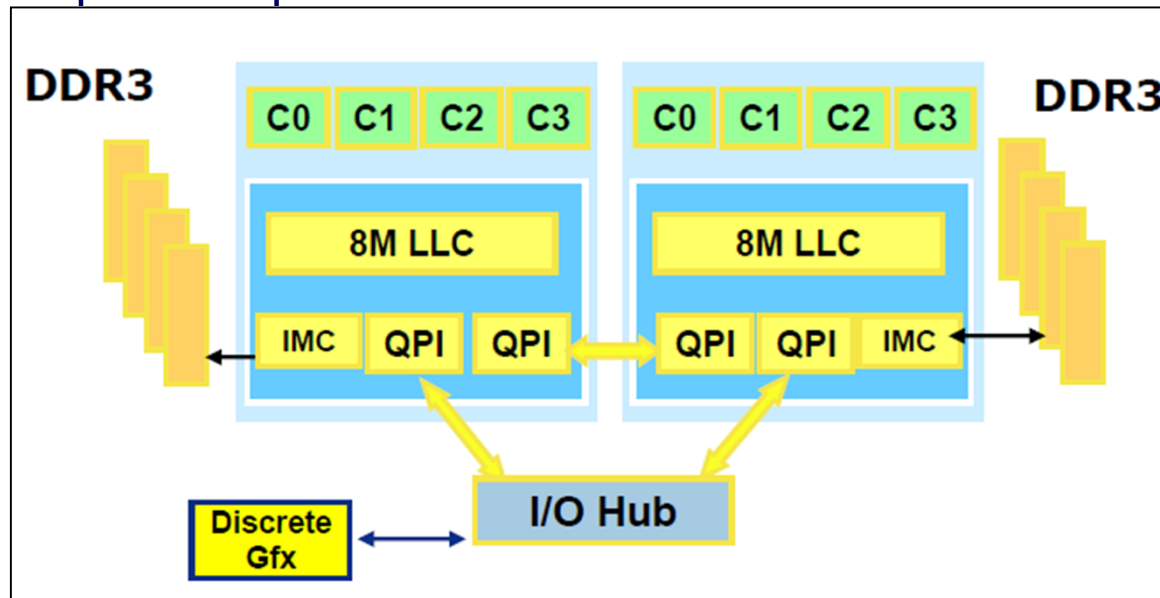 DDR3
DDR3
C0 C1 C2 C3
C0 C1 C2 C3
8M LLC
8M LLC
IMC QPI QPI
QPI QPI IMC
I/O Hub
Discrete
Gfx